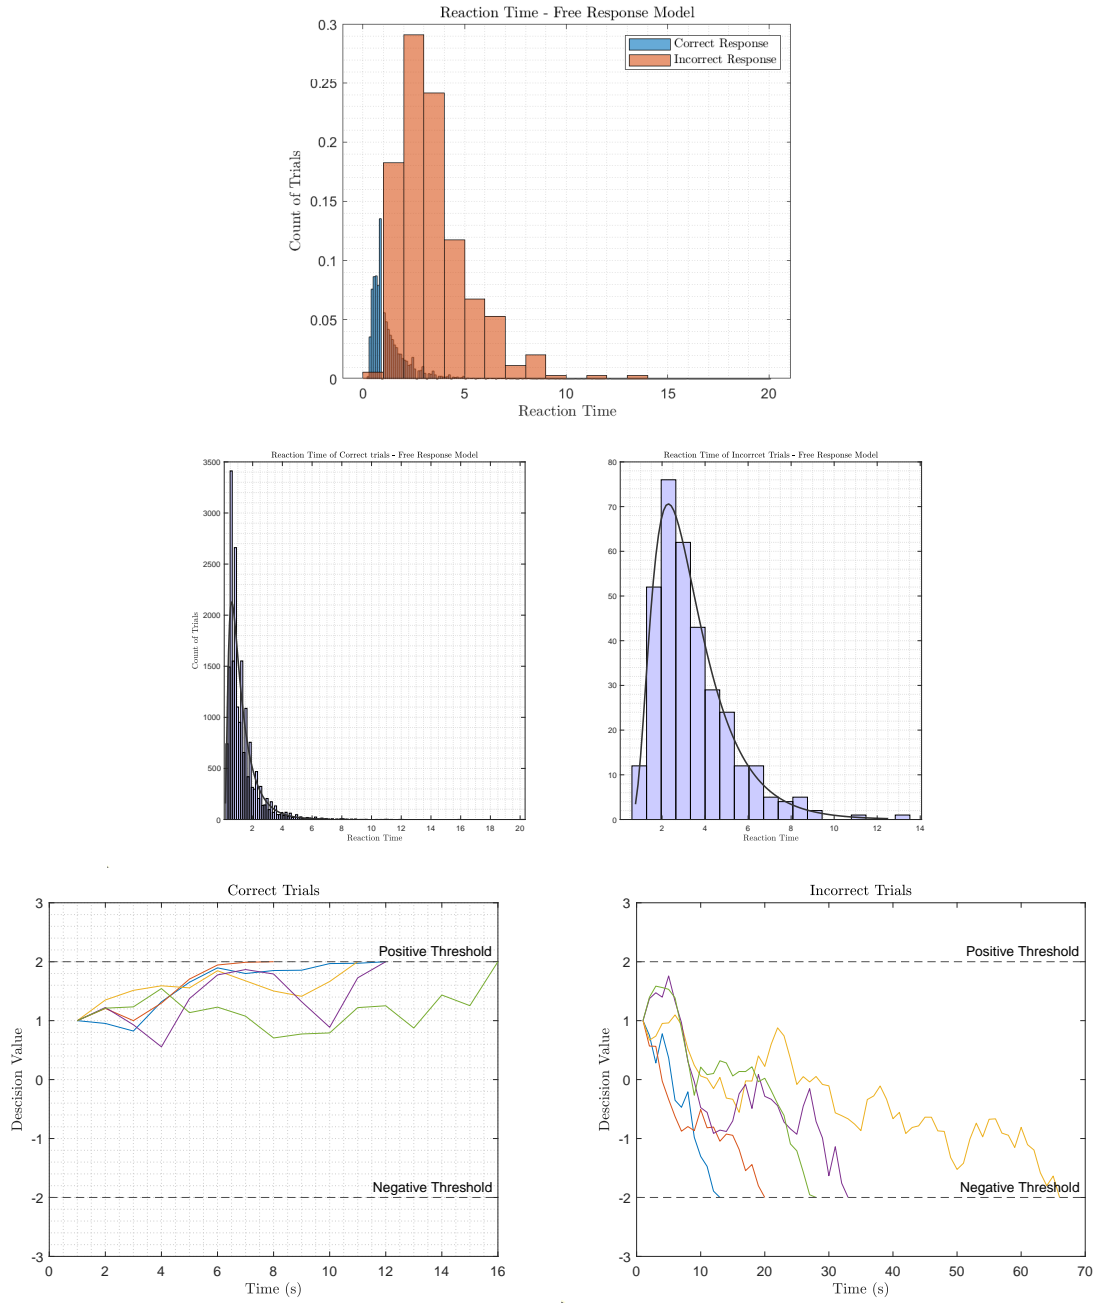 Reaction Time - Free Response Model
0.3
0.25
0.2
0.15
0.1
0.05
0
Count of Trials
Correct Response
Incorrect Response
0 5 10 15 20
Reaction Time
Reaction Time of Correct trials - Free Response Model
3500
3000
2500
2000
1500
1000
500
0
Count of Trials
2 4 6 8 10 12 14 16 18 20
Reaction Time
Reaction Time of Incorrcet Trials - Free Response Model
80
70
60
50
40
30
20
10
0
2 4 6 8 10 12 14
Reaction Time
Correct Trials
3
2
1
0
-1
-2
-3
Descision Value
Positive Threshold
Negative Threshold
0 2 4 6 8 10 12 14 16
Time (s)
Incorrect Trials
3
2
1
0
-1
-2
-3
Descision Value
Positive Threshold
Negative Threshold
0 10 20 30 40 50 60 70
Time (s)